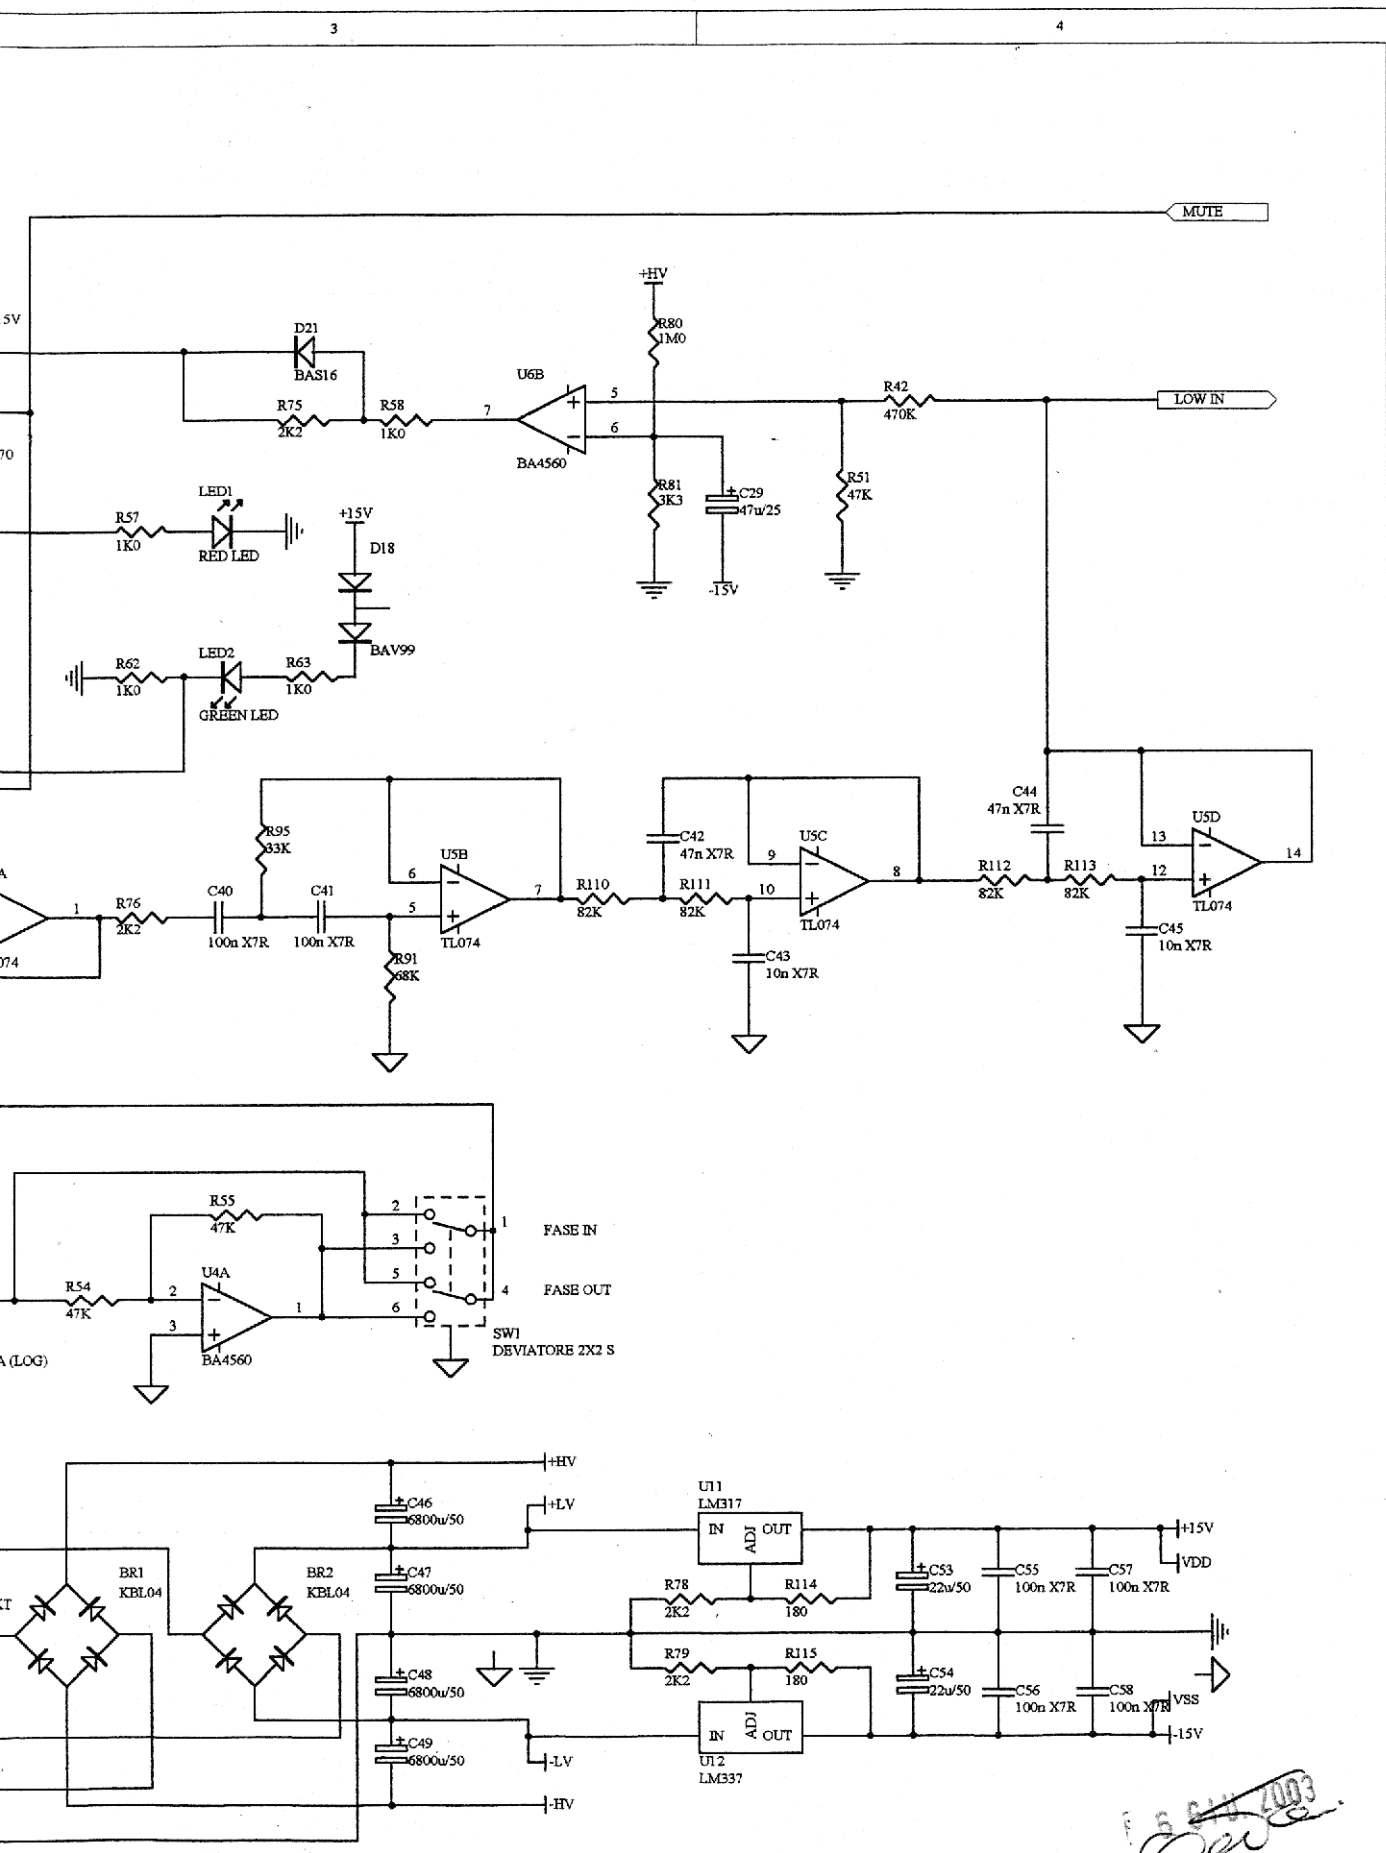 3
4
MUTE
+HV
R80
1M0
5V
D21
BAS16
U6B
5
R42
470K
LOW IN
R75
2K2
R58
1K0
7
6
BA4560
70
R81
3K3
C29
47u/25
R51
47K
LED1
R57
1K0
RED LED
+15V
D18
-15V
BAV99
LED2
R62
1K0
R63
1K0
GREEN LED
C44
47n X7R
U5D
13
14
R95
33K
U5B
C42
47n X7R
U5C
9
8
R112
82K
R113
82K
12
TL074
A
6
7
R110
82K
R111
82K
10
TL074
1
R76
2K2
C40
100n X7R
C41
100n X7R
5
TL074
C45
10n X7R
074
R91
68K
C43
10n X7R
R55
47K
2
1
FASE IN
3
U4A
5
4
FASE OUT
R54
47K
2
1
6
3
SW1
DEVIATORE 2X2 S
A (LOG)
BA4560
+HV
+LV
C46
6800u/50
U11
LM317
IN
ADJ
OUT
+15V
VDD
BR1
KBL04
BR2
KBL04
C47
6800u/50
R78
2K2
R114
180
C53
22u/50
C55
100n X7R
C57
100n X7R
KT
R79
2K2
R115
180
C48
6800u/50
C54
22u/50
C56
100n X7R
C58
100n X7R
VSS
IN
ADJ
OUT
-15V
C49
6800u/50
-LV
U12
LM337
-HV
6 GIU. 2003